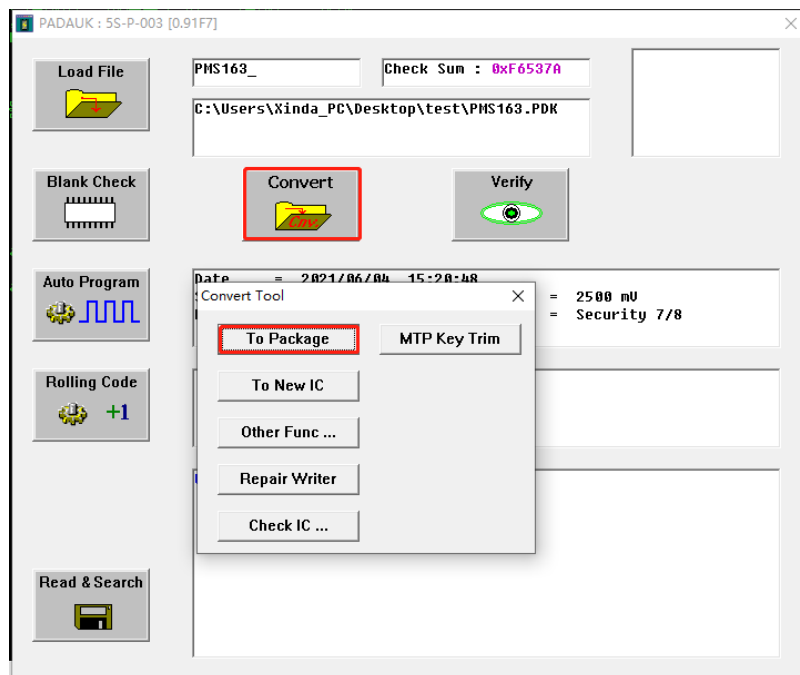 PADAUK : 5S-P-003 [0.91F7]
Load File
PMS163_
Check Sum : 0xF6537A
C:\Users\Xinda_PC\Desktop\test\PMS163.PDK
Blank Check
Convert
Cnv.
Verify
Auto Program
Date = 2021/06/04 15:20:48
= 2500 mV
= Security 7/8
Convert Tool
To Package
MTP Key Trim
To New IC
Other Func ...
Repair Writer
Check IC ...
Rolling Code
+1
Read & Search